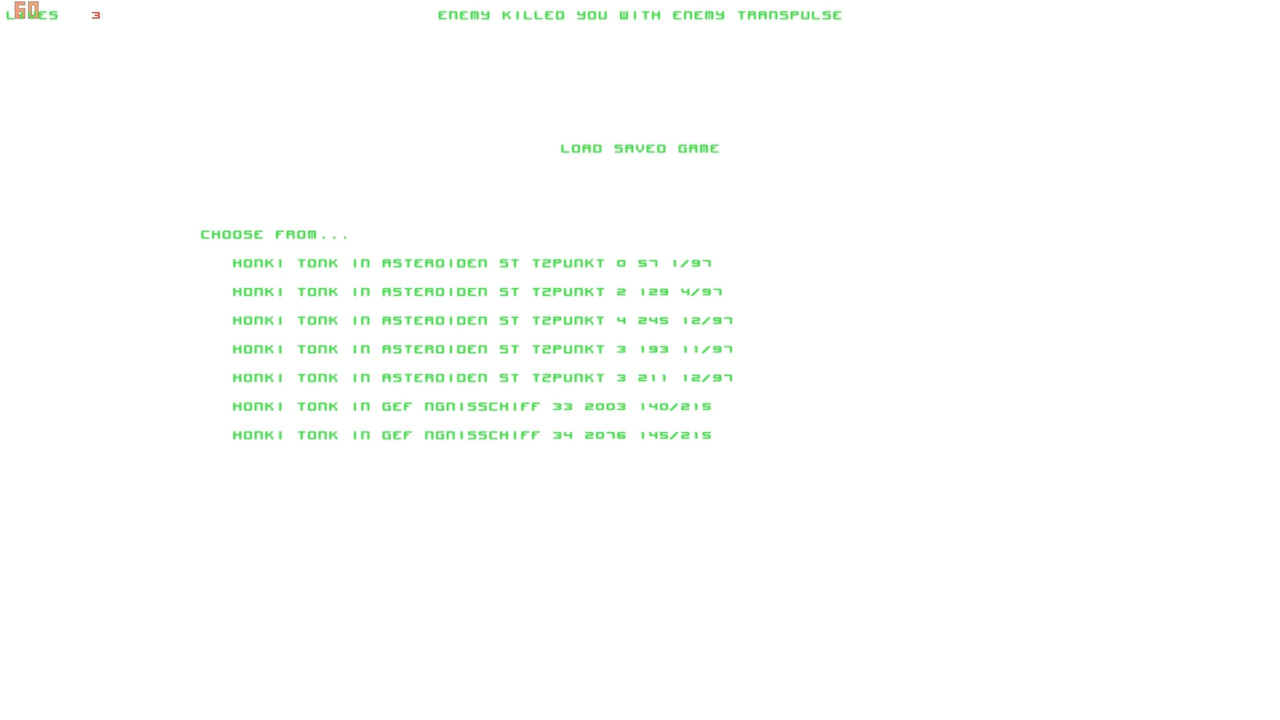 60
LIVES 3
ENEMY KILLED YOU WITH ENEMY TRANSPULSE
LOAD SAVED GAME
CHOOSE FROM...
HONKI TONK IN ASTEROIDEN ST TZPUNKT 0 57 1/97
HONKI TONK IN ASTEROIDEN ST TZPUNKT 2 129 4/97
HONKI TONK IN ASTEROIDEN ST TZPUNKT 4 245 12/97
HONKI TONK IN ASTEROIDEN ST TZPUNKT 3 193 11/97
HONKI TONK IN ASTEROIDEN ST TZPUNKT 3 211 12/97
HONKI TONK IN GEF NGNISSCHIFF 33 2003 140/215
HONKI TONK IN GEF NGNISSCHIFF 34 2076 145/215